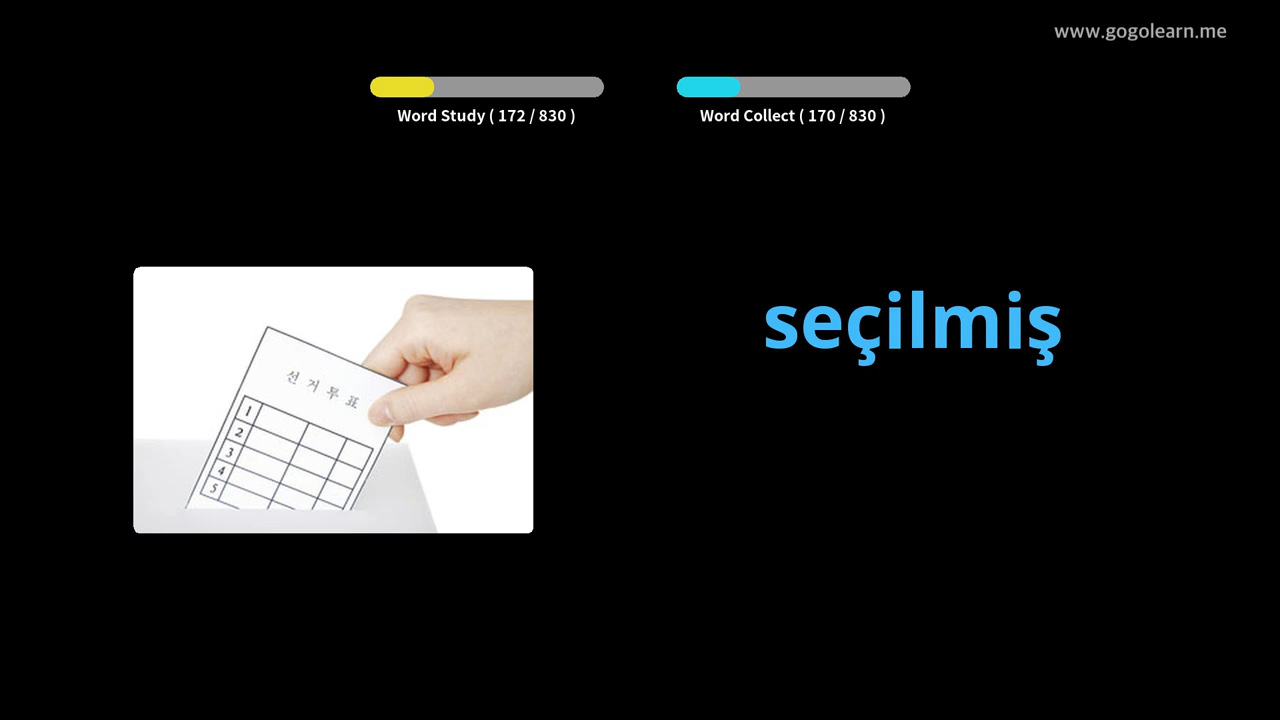 www.gogolearn.me
Word Study ( 172 / 830 )
Word Collect ( 170 / 830 )
seçilmiş
선거투표
1
2
3
4
5